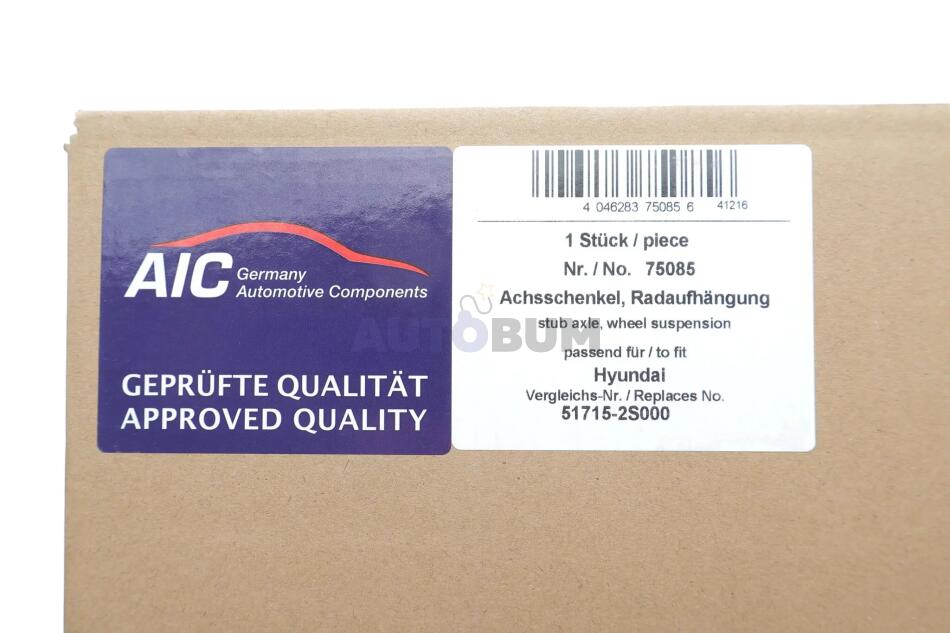 AIC Germany
Automotive Components
GEPRÜFTE QUALITÄT
APPROVED QUALITY
4 046283 75085 6 41216
1 Stück / piece
Nr. / No. 75085
Achsschenkel, Radaufhängung
stub axle, wheel suspension
AUTOBUM
passend für / to fit
Hyundai
Vergleichs-Nr. / Replaces No.
51715-2S000